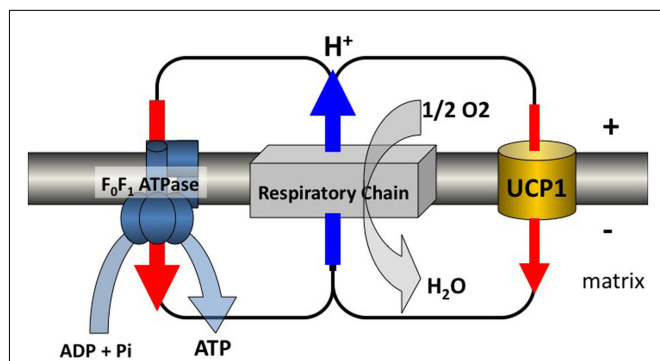 H⁺
1/2 O2
+
F₀F₁ ATPase
Respiratory Chain
UCP1
-
matrix
H₂O
ADP + Pi
ATP